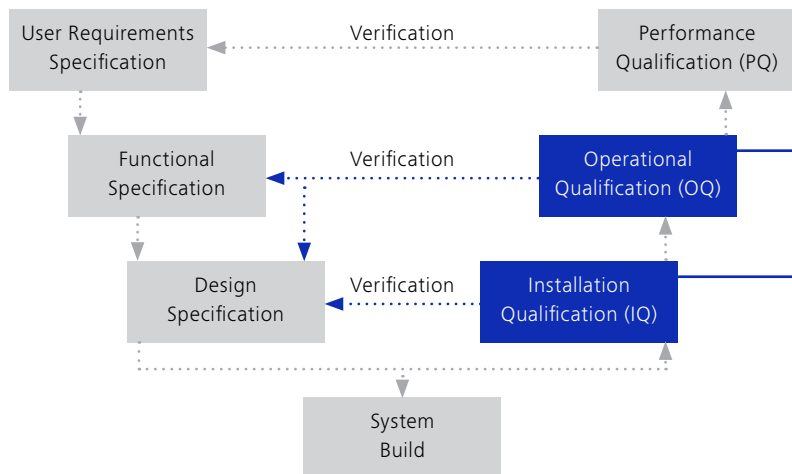 User Requirements
Specification
Verification
Performance
Qualification (PQ)
Functional
Specification
Verification
Operational
Qualification (OQ)
Design
Specification
Verification
Installation
Qualification (IQ)
System
Build